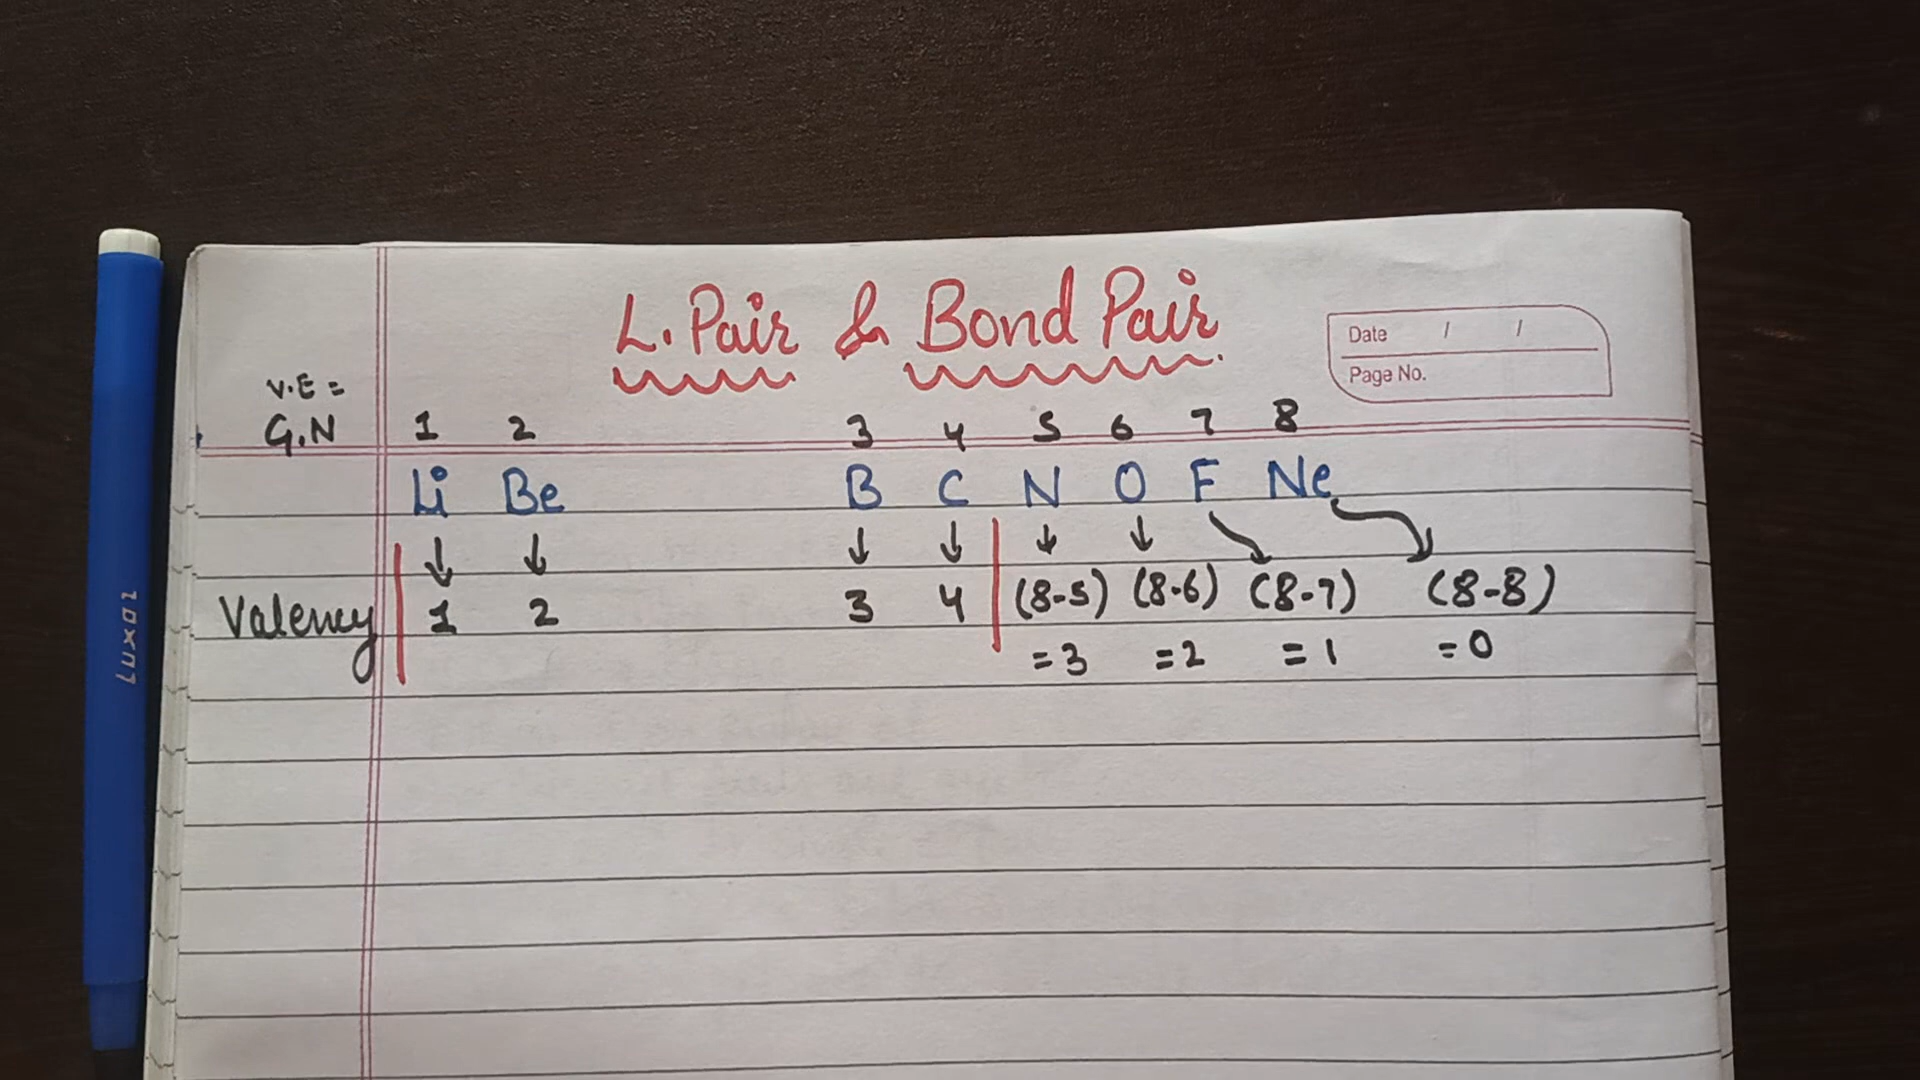 L. Pair & Bond Pair
Date / /
Page No.
V.E =
G.N 1 2 3 4 5 6 7 8
Li Be B C N O F Ne
Valency 1 2 3 4 (8-5) (8-6) (8-7) (8-8)
=3 =2 =1 =0
LUXOR